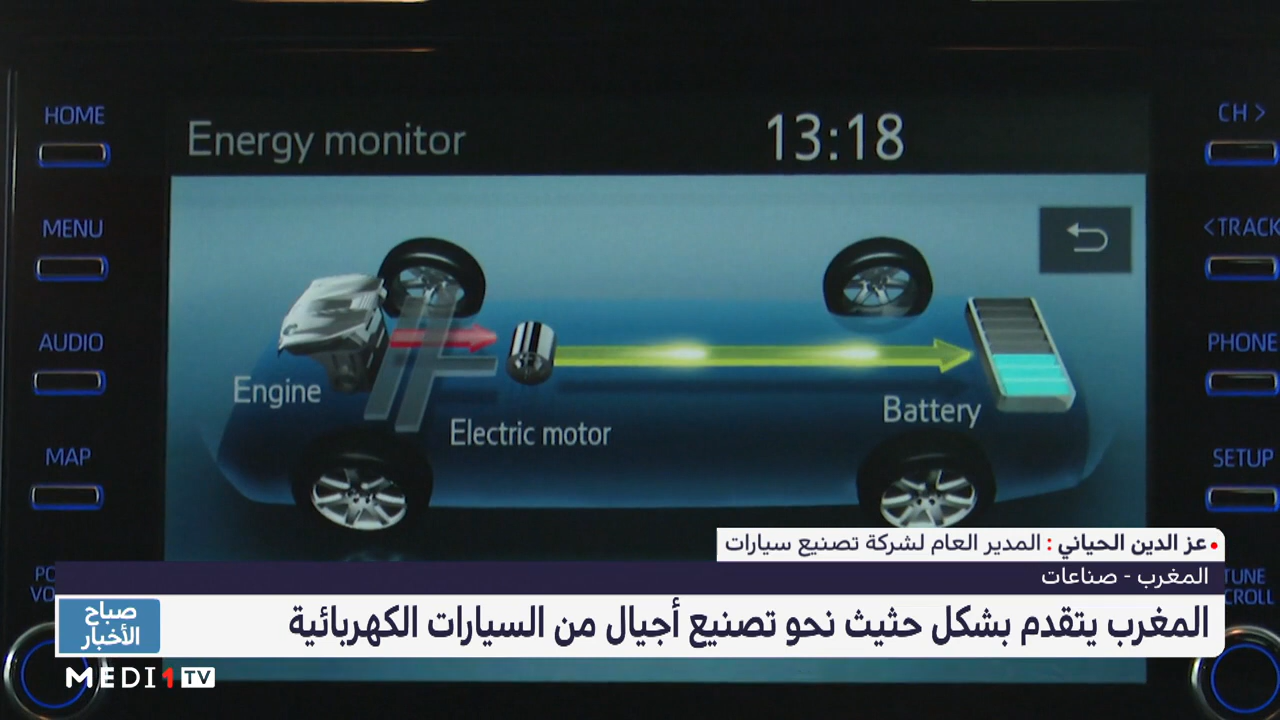 HOME
MENU
AUDIO
MAP
Energy monitor
13:18
CH >
<TRACK
PHONE
SETUP
TUNE
Engine
Electric motor
Battery
عز الدين الحياني : المدير العام لشركة تصنيع سيارات
المغرب - صناعات
المغرب يتقدم بشكل حثيث نحو تصنيع أجيال من السيارات الكهربائية
صباح
الأخبار
MEDI1TV